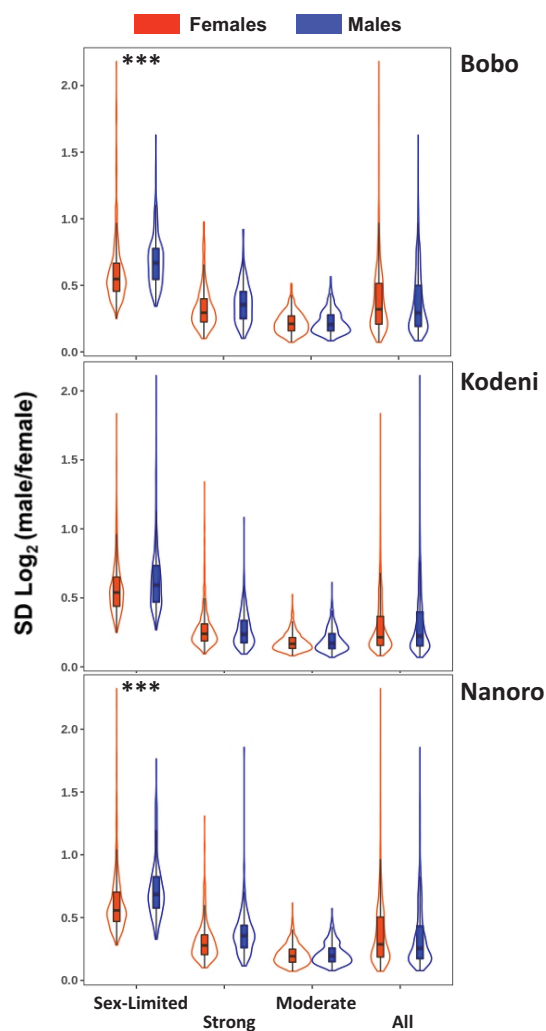 Females Males
***
Bobo
2.0
1.5
1.0
0.5
0.0
Kodeni
2.0
1.5
1.0
0.5
0.0
SD Log₂ (male/female)
***
Nanoro
2.0
1.5
1.0
0.5
0.0
Sex-Limited Moderate
Strong All